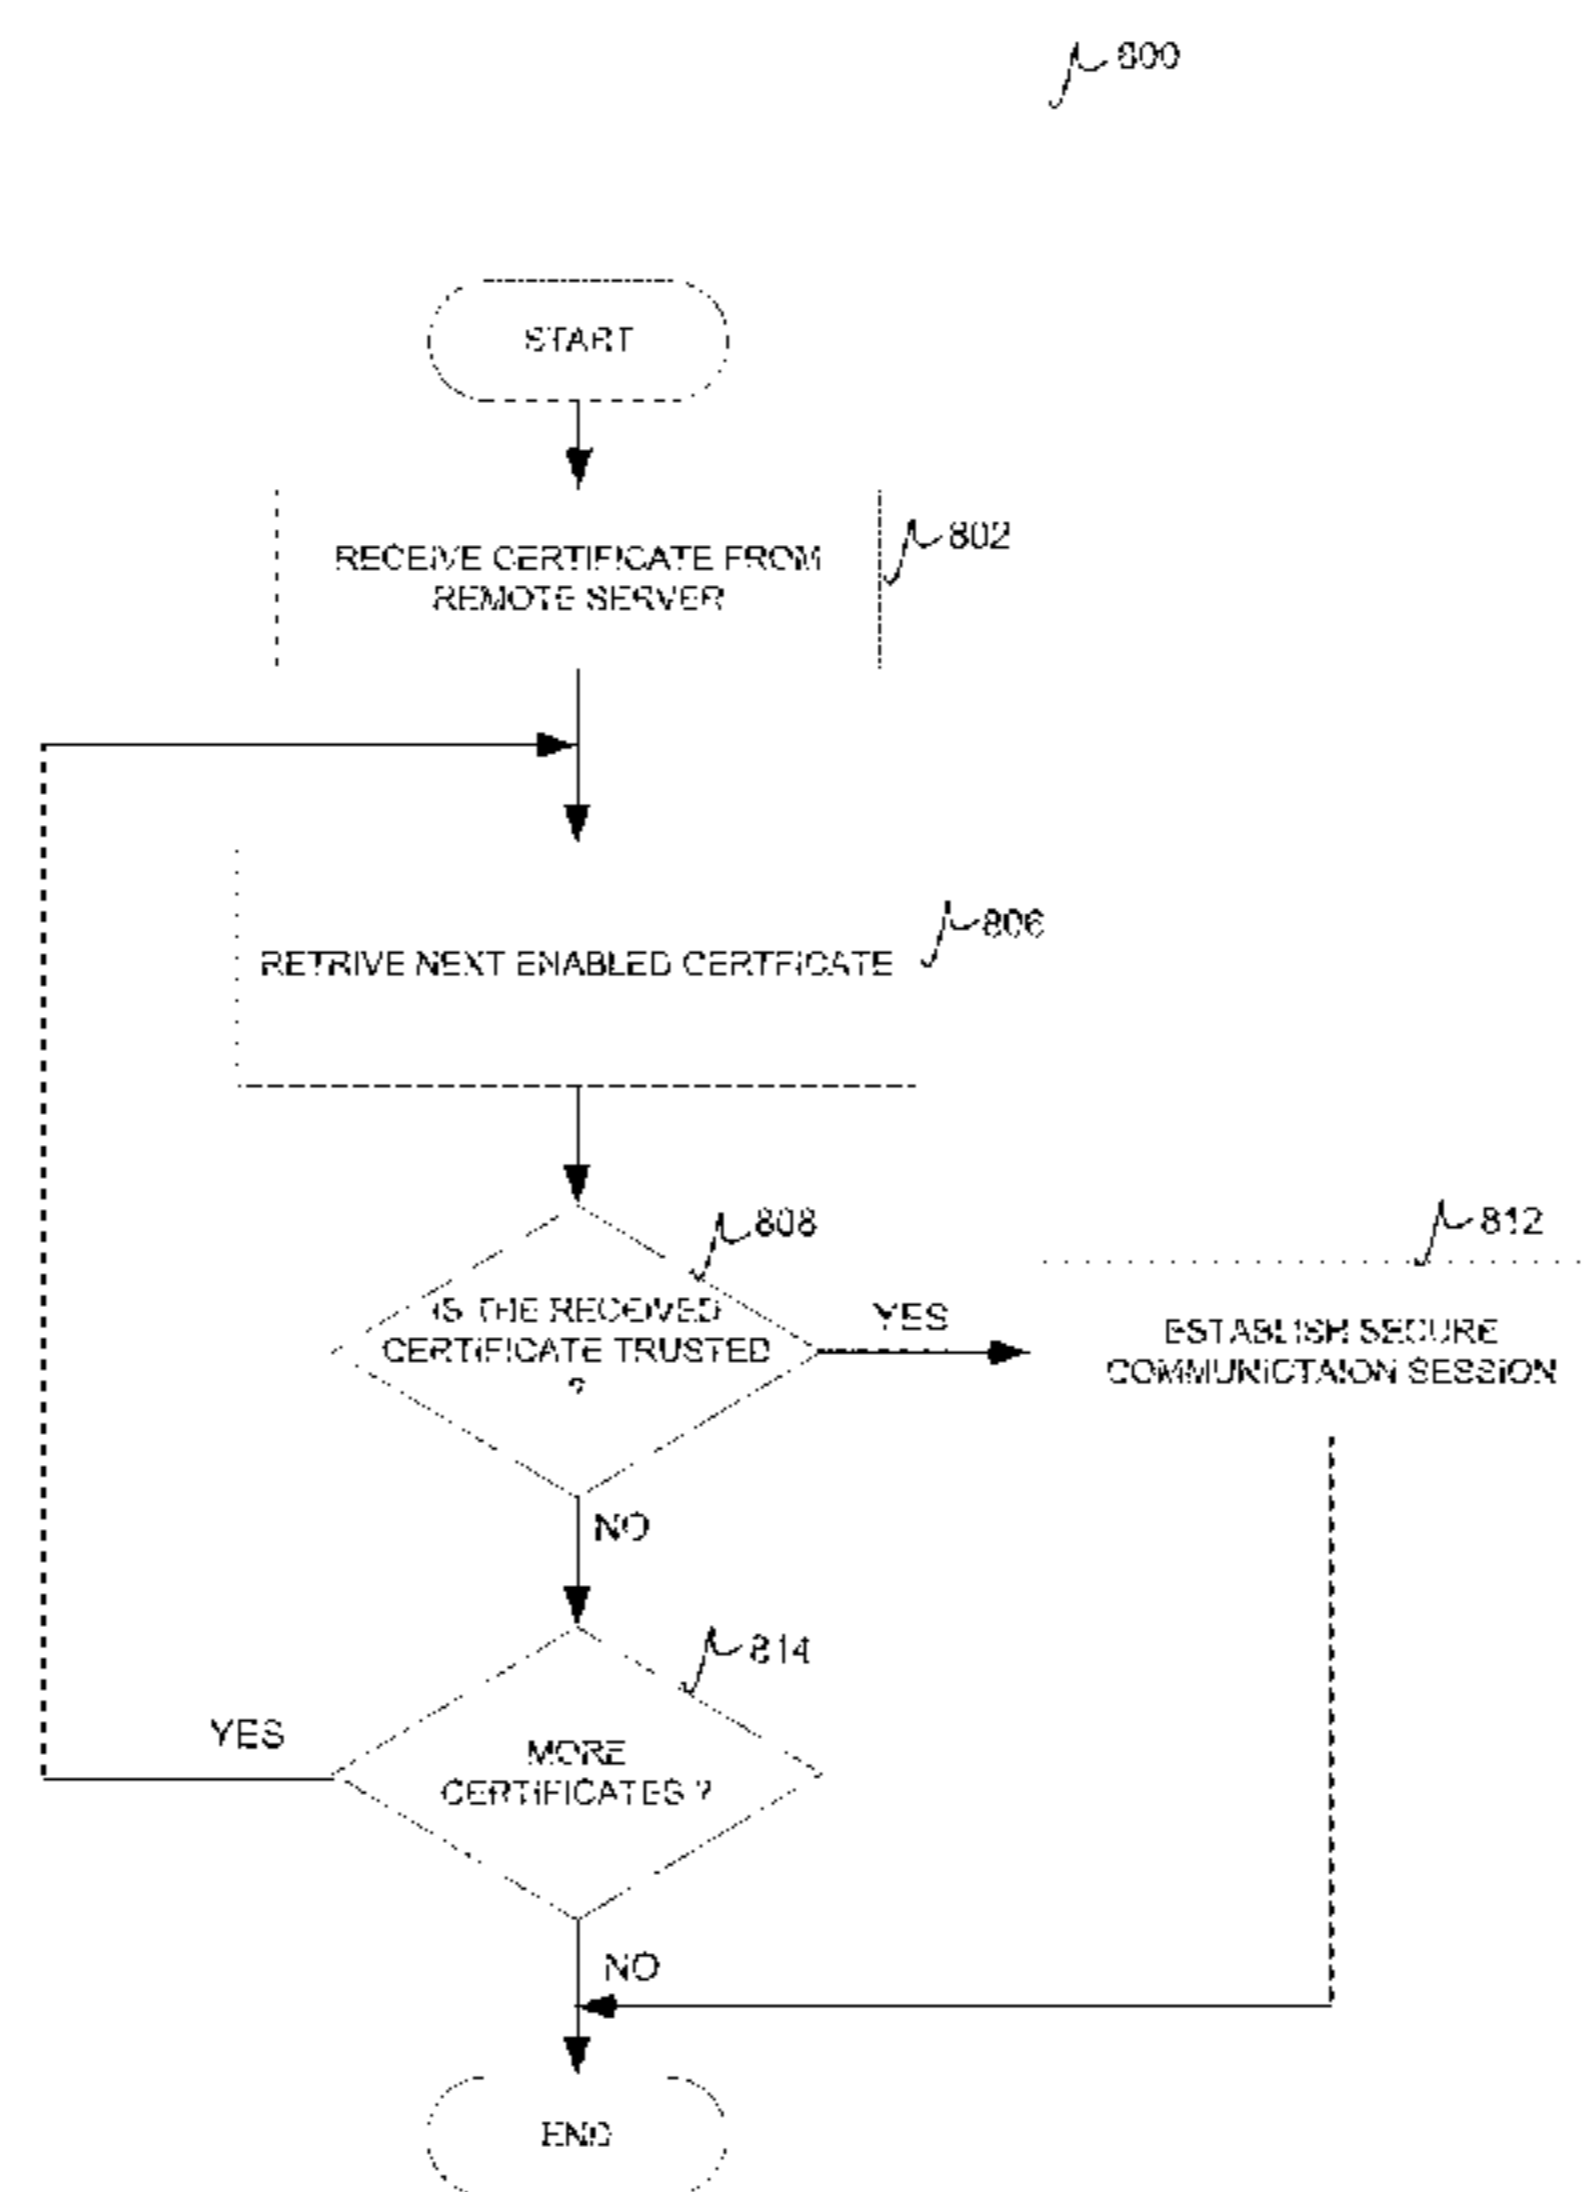 800
START
RECEIVE CERTIFICATE FROM
REMOTE SERVER
802
RETRIVE NEXT ENABLED CERTFICATE
806
808
IS THE RECEIVED
CERTIFICATE TRUSTED
?
YES
812
ESTABLISH SECURE
COMMUNICTAION SESSION
NO
814
MORE
CERTIFICATES ?
YES
NO
END